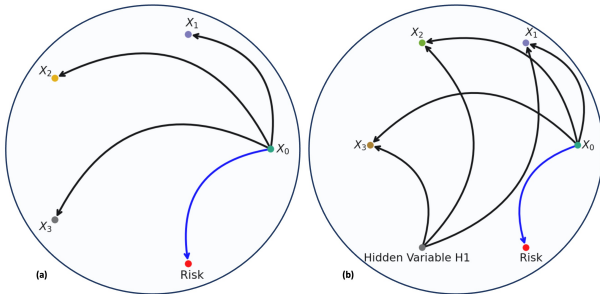 X₁
X₂
X₀
X₃
Risk
(a)
X₂
X₁
X₃
X₀
Hidden Variable H1
Risk
(b)